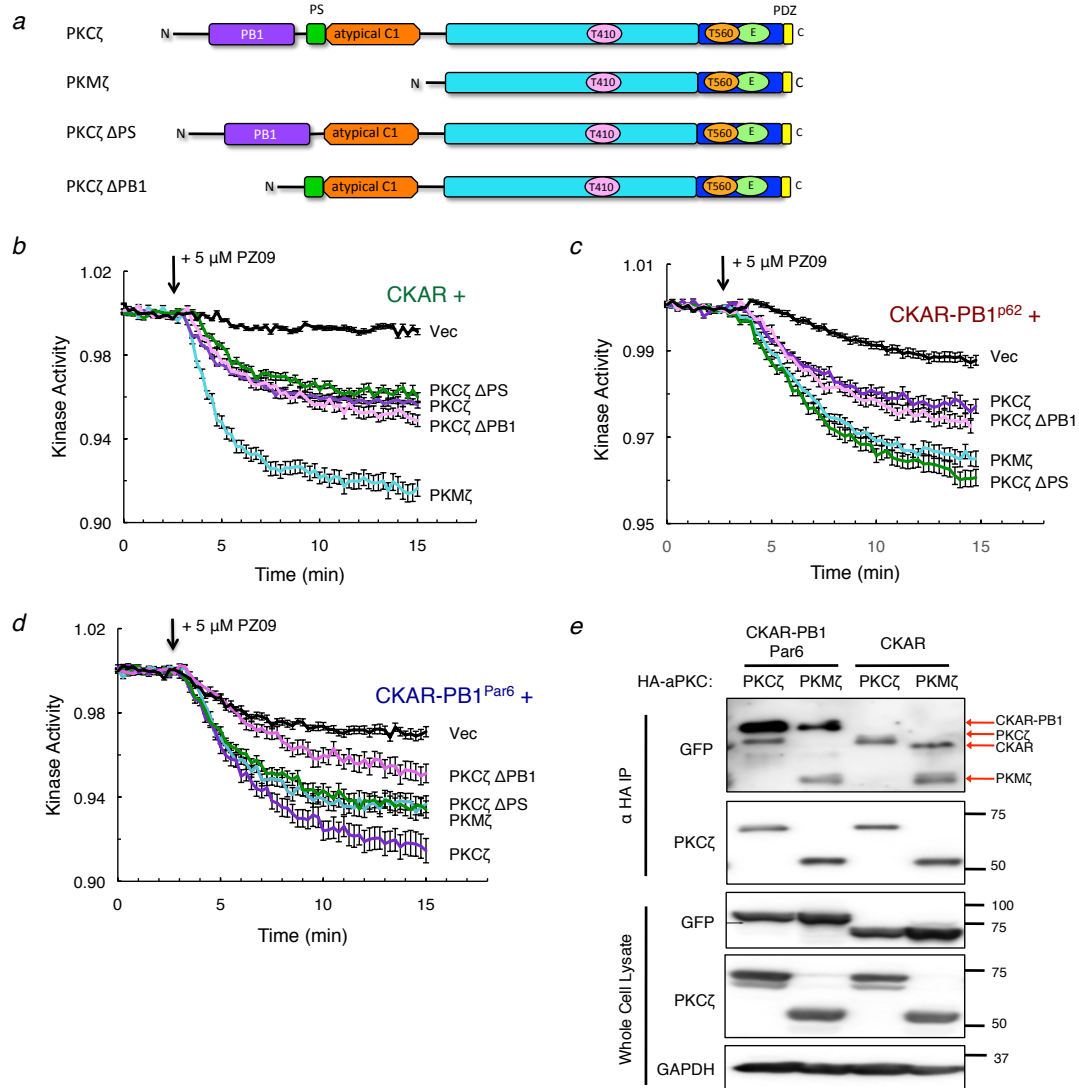 a
PS
PDZ
PKCζ
N
PB1
atypical C1
T410
T560
E
C
PKMζ
N
T410
T560
E
C
PKCζ ΔPS
N
PB1
atypical C1
T410
T560
E
C
PKCζ ΔPB1
N
atypical C1
T410
T560
E
C
b
+ 5 μM PZ09
CKAR +
Kinase Activity
1.02
0.98
0.94
0.90
Vec
PKCζ ΔPS
PKCζ
PKCζ ΔPB1
PKMζ
0
5
10
15
Time (min)
c
+ 5 μM PZ09
CKAR-PB1p62 +
Kinase Activity
1.01
0.99
0.97
0.95
Vec
PKCζ
PKCζ ΔPB1
PKMζ
PKCζ ΔPS
0
5
10
15
Time (min)
d
+ 5 μM PZ09
CKAR-PB1Par6 +
Kinase Activity
1.02
0.98
0.94
0.90
Vec
PKCζ ΔPB1
PKCζ ΔPS
PKMζ
PKCζ
0
5
10
15
Time (min)
e
CKAR-PB1
Par6
CKAR
HA-aPKC:
PKCζ
PKMζ
PKCζ
PKMζ
α HA IP
GFP
CKAR-PB1
PKCζ
CKAR
PKMζ
PKCζ
75
50
Whole Cell Lysate
GFP
100
75
PKCζ
75
50
GAPDH
37